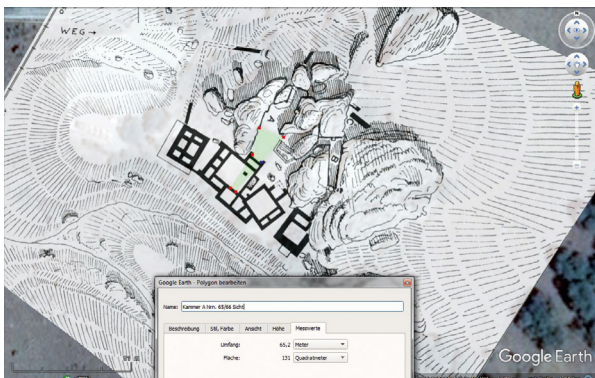 WEG →
A
B
N
Google Earth - Polygon bearbeiten
Name: Kammer A Nrn. 65/66 Sicht
Beschreibung Stil, Farbe Ansicht Höhe Messwerte
Umfang: 65,2 Meter
Fläche: 131 Quadratmeter
Google Earth